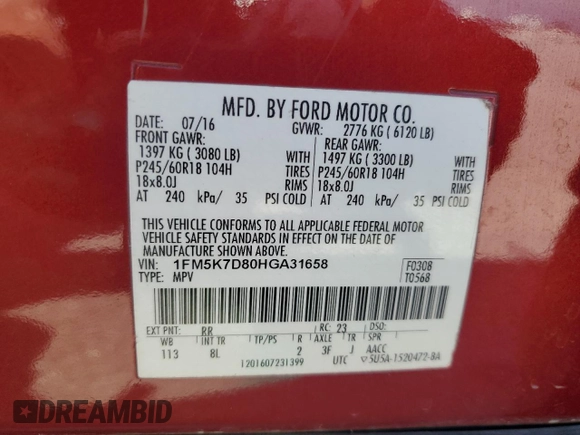 MFD. BY FORD MOTOR CO.
DATE: 07/16 GVWR: 2776 KG ( 6120 LB)
FRONT GAWR: REAR GAWR:
1397 KG ( 3080 LB) WITH 1497 KG ( 3300 LB) WITH
P245/60R18 104H TIRES P245/60R18 104H TIRES
18x8.0J RIMS 18x8.0J RIMS
AT 240 kPa/ 35 PSI COLD AT 240 kPa/ 35 PSI COLD
THIS VEHICLE CONFORMS TO ALL APPLICABLE FEDERAL MOTOR
VEHICLE SAFETY STANDARDS IN EFFECT ON THE DATE OF
MANUFACTURE SHOWN ABOVE.
VIN: 1FM5K7D80HGA31658 F0308
TYPE: MPV T0568
EXT PNT: RR RC: 23 DSO:
WB INT TR TP/PS R AXLE TR SPR
113 8L 2 3F J AACC
1201607231399 UTC 5U5A-1520472-BA
DREAMBID